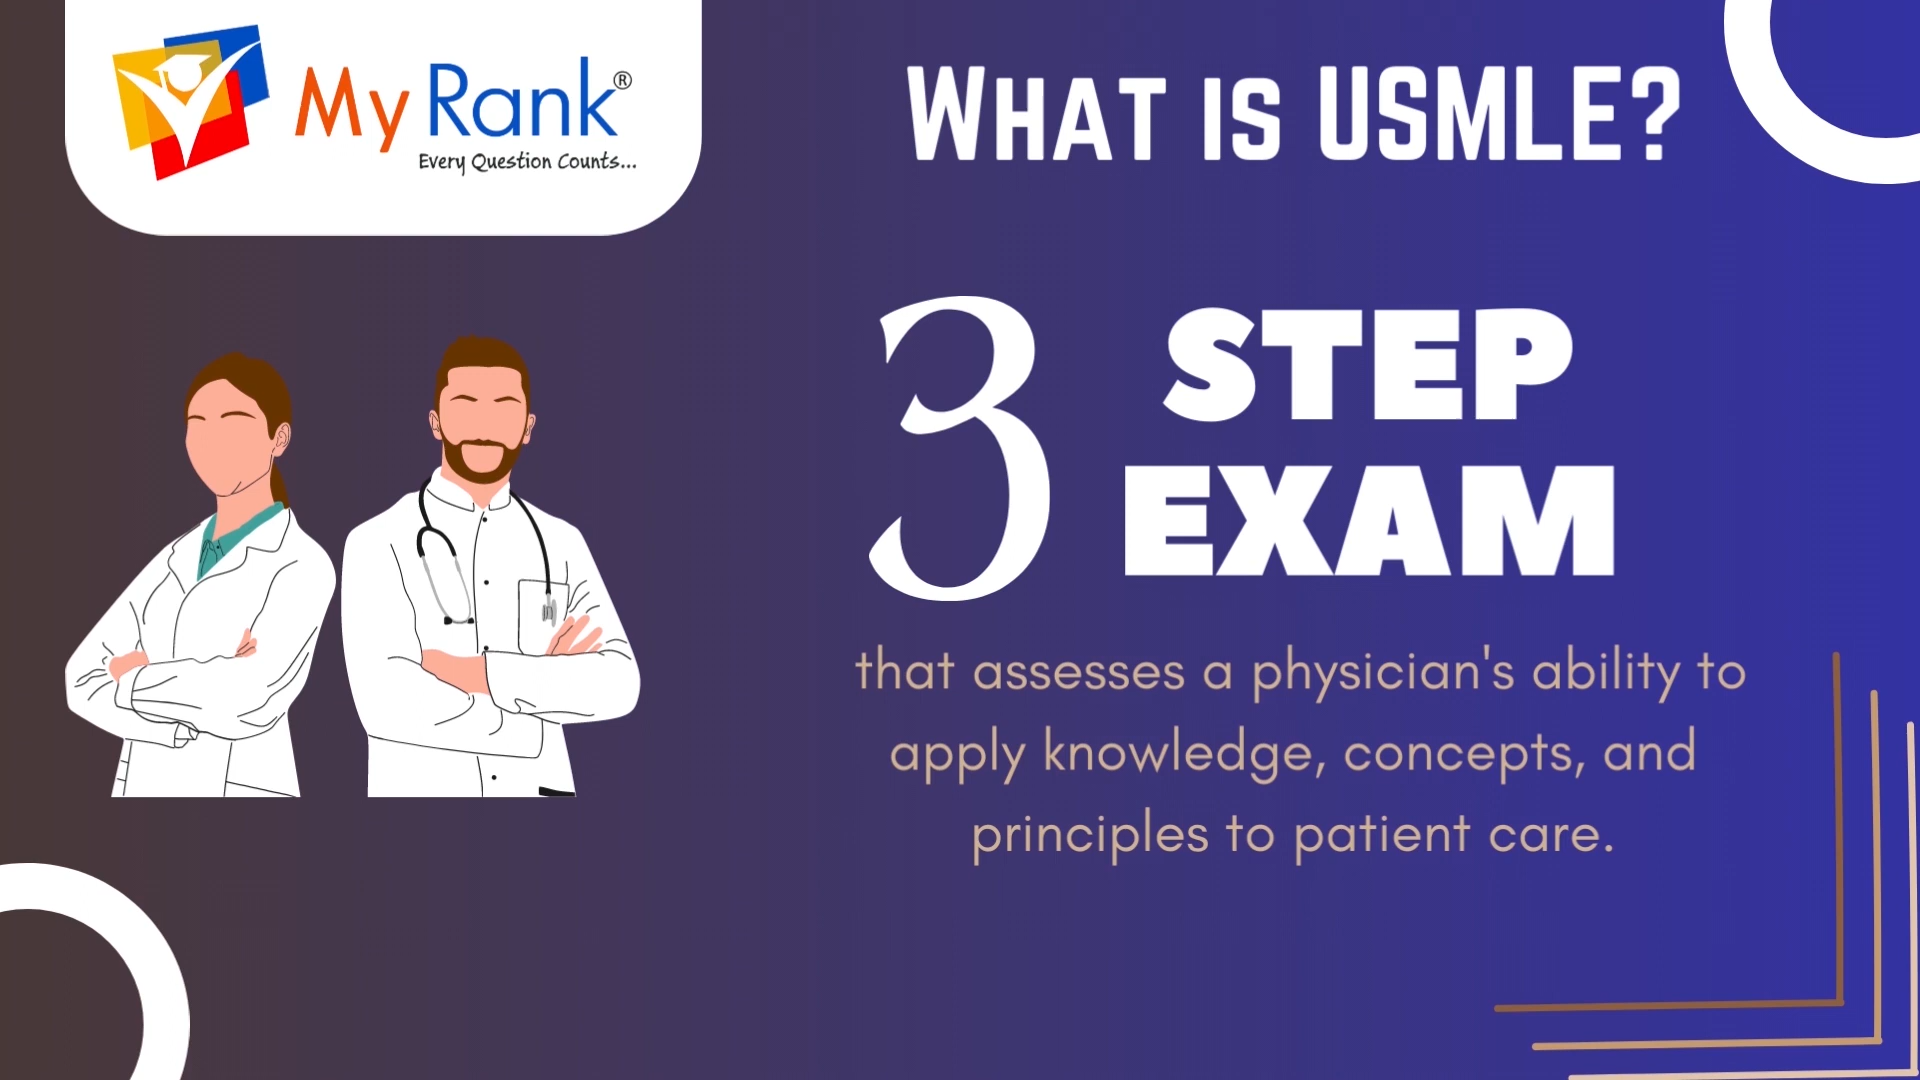 My Rank®
Every Question Counts...
WHAT IS USMLE?
3 STEP
EXAM
that assesses a physician's ability to
apply knowledge, concepts, and
principles to patient care.